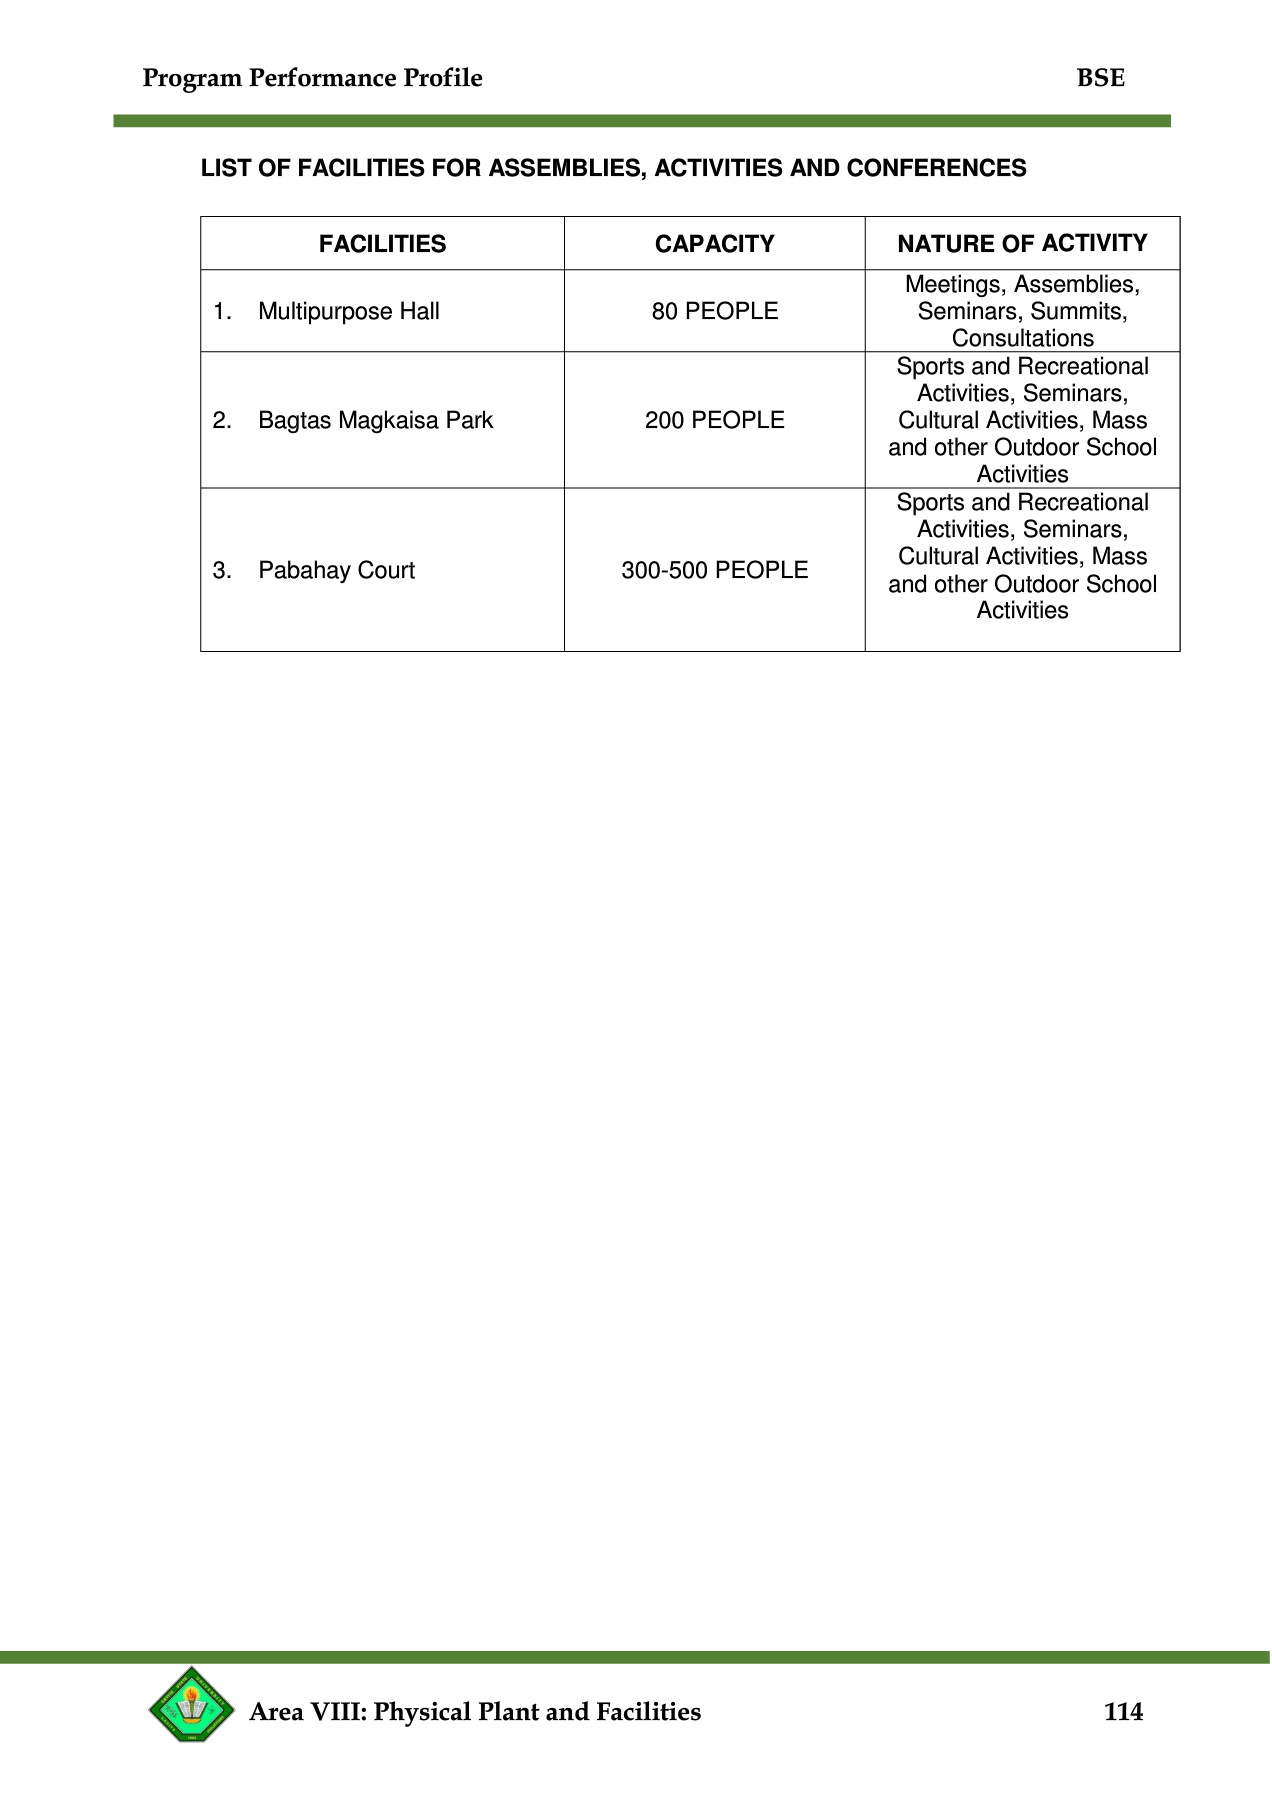 Program Performance Profile BSE
LIST OF FACILITIES FOR ASSEMBLIES, ACTIVITIES AND CONFERENCES
FACILITIES CAPACITY NATURE OF ACTIVITY
1. Multipurpose Hall 80 PEOPLE
Meetings, Assemblies,
Seminars, Summits,
Consultations
2. Bagtas Magkaisa Park 200 PEOPLE
Sports and Recreational
Activities, Seminars,
Cultural Activities, Mass
and other Outdoor School
Activities
3. Pabahay Court 300-500 PEOPLE
Sports and Recreational
Activities, Seminars,
Cultural Activities, Mass
and other Outdoor School
Activities
Area VIII: Physical Plant and Facilities 114